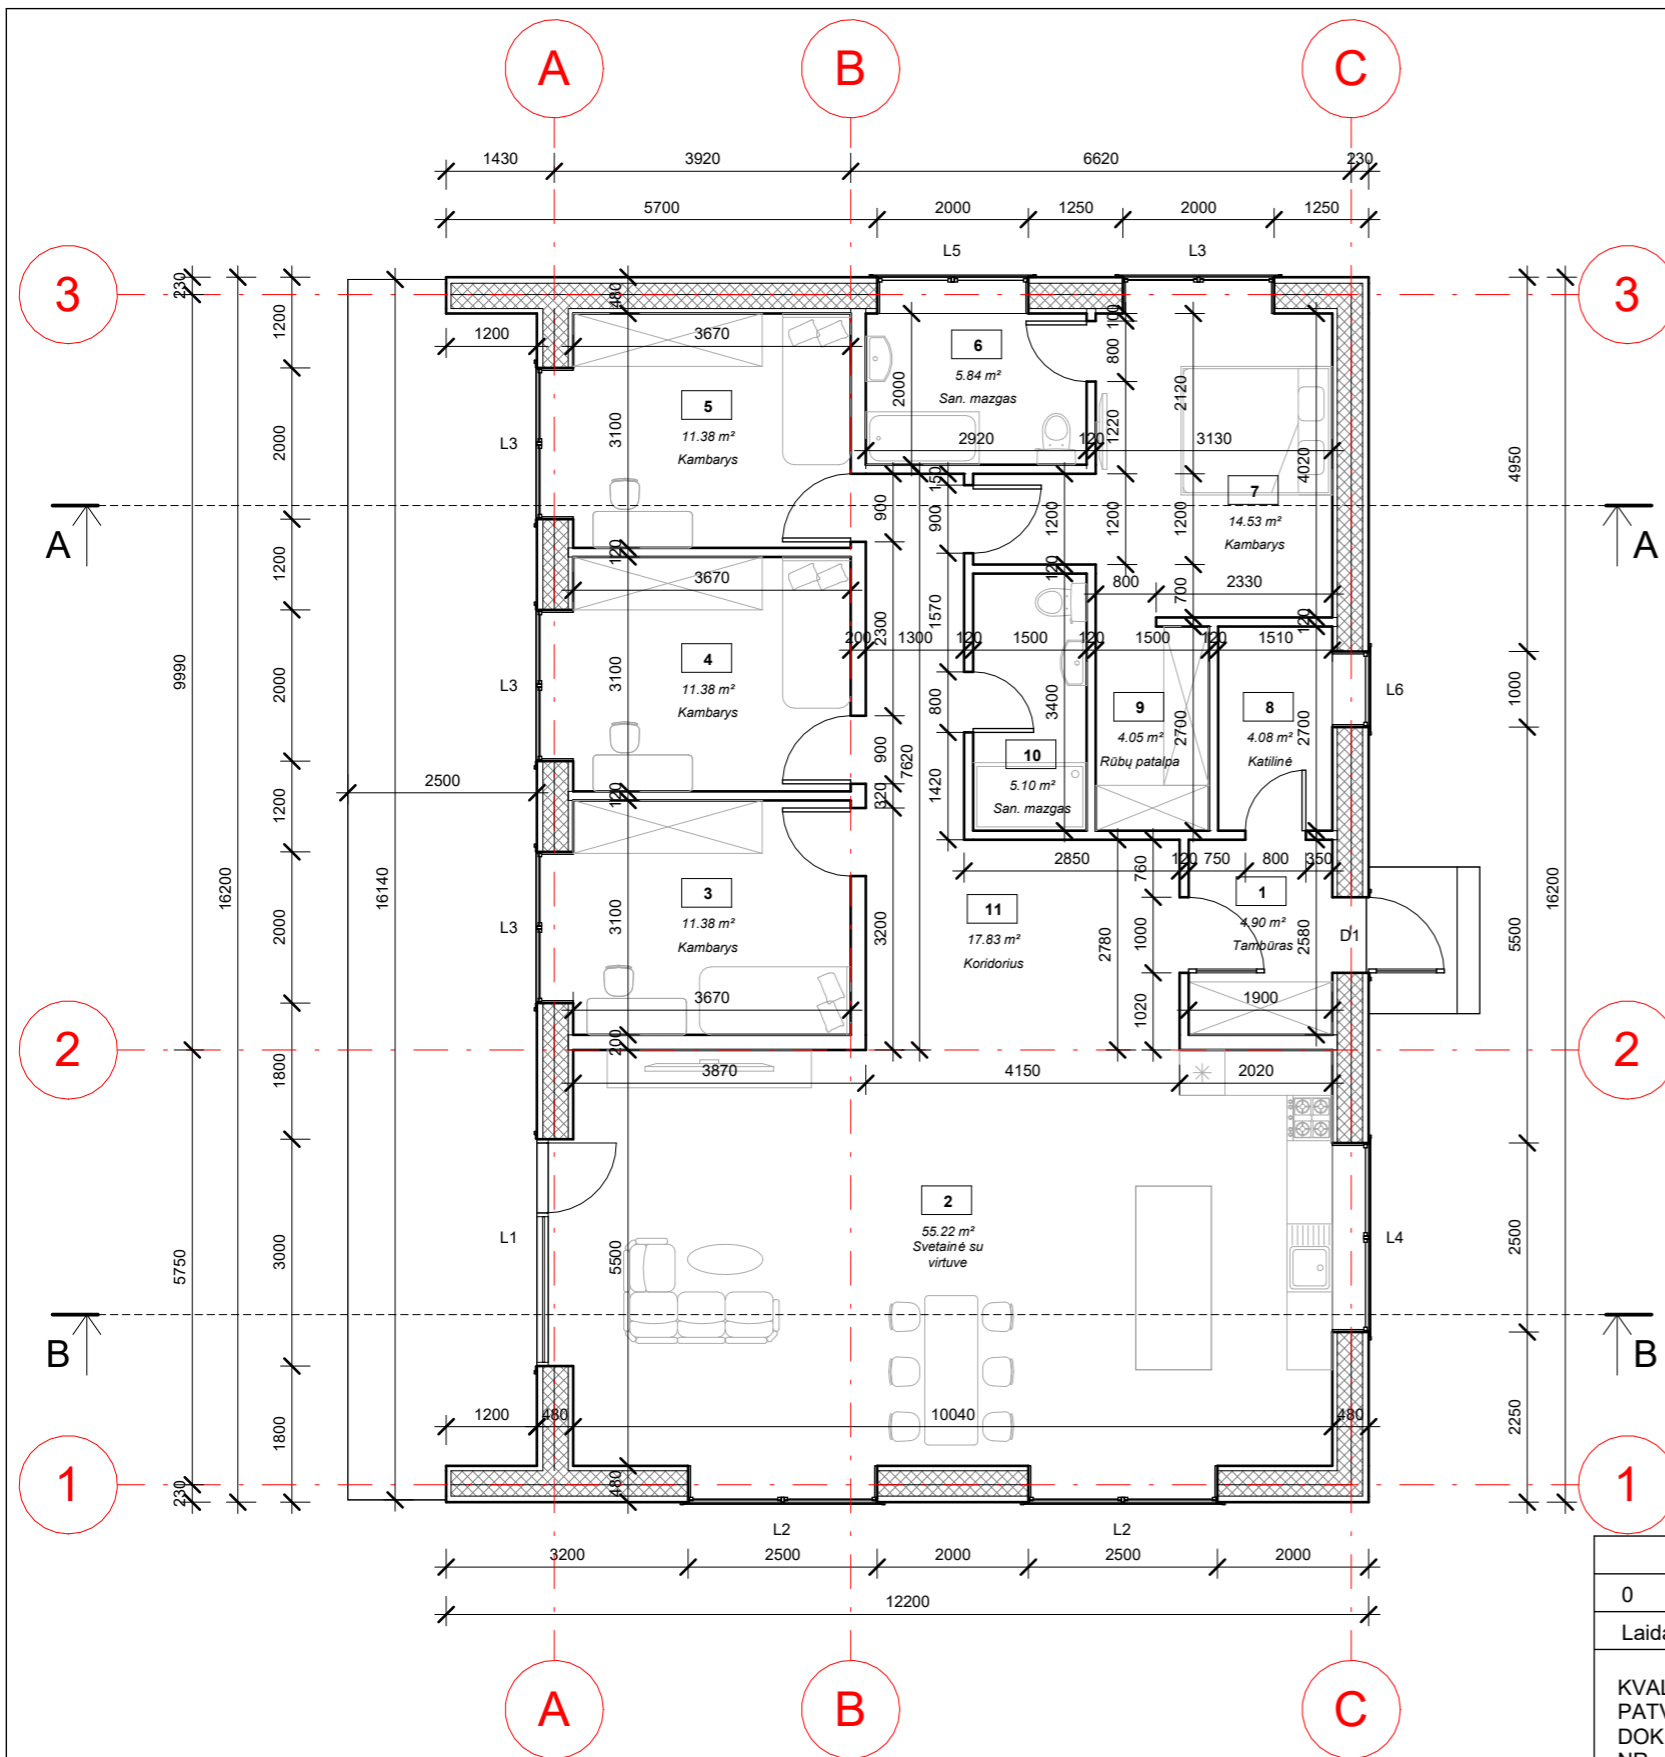 A B C
1430 3920 6620 230
5700 2000 1250 2000 1250
L5 L3
3 3
230 1200 480 100
1200 3670
6
5.84 m²
San. mazgas
800 2000 2120
5
11.38 m²
Kambarys
L3 2000 3100
2920 120 1220 3130 4020
4950
7
14.53 m²
Kambarys
150 900 900 1200 1200 1200
A A
1200 120 120
3670 800 700 2330 120
9990 16200 16140 2300 1570
200 1300 120 1500 120 1500 120 1510
4
11.38 m²
Kambarys
L3 2000 3100
800 3400
9
4.05 m²
Rūbų patalpa
2700
8
4.08 m²
Katilinė
2700
L6 1000
10
5.10 m²
San. mazgas
900 7620 1420
2500 1200 120 320
2850 120 750 800 350
760
3
11.38 m²
Kambarys
L3 2000 3100 3200
11
17.83 m²
Koridorius
2780 1000
1
4.90 m²
Tambūras
2580 D1
5500 16200
3670 1020 1900
2 2
200
1800 3870 4150 2020
2
55.22 m²
Svetainė su
virtuve
L1 L4
5750 3000 5500 2500
B B
1200 480 10040 480
1800 2250
1 1
230 480
L2 L2
3200 2500 2000 2500 2000
12200
0
Laida
A B C
KVAL
PATV
DOK